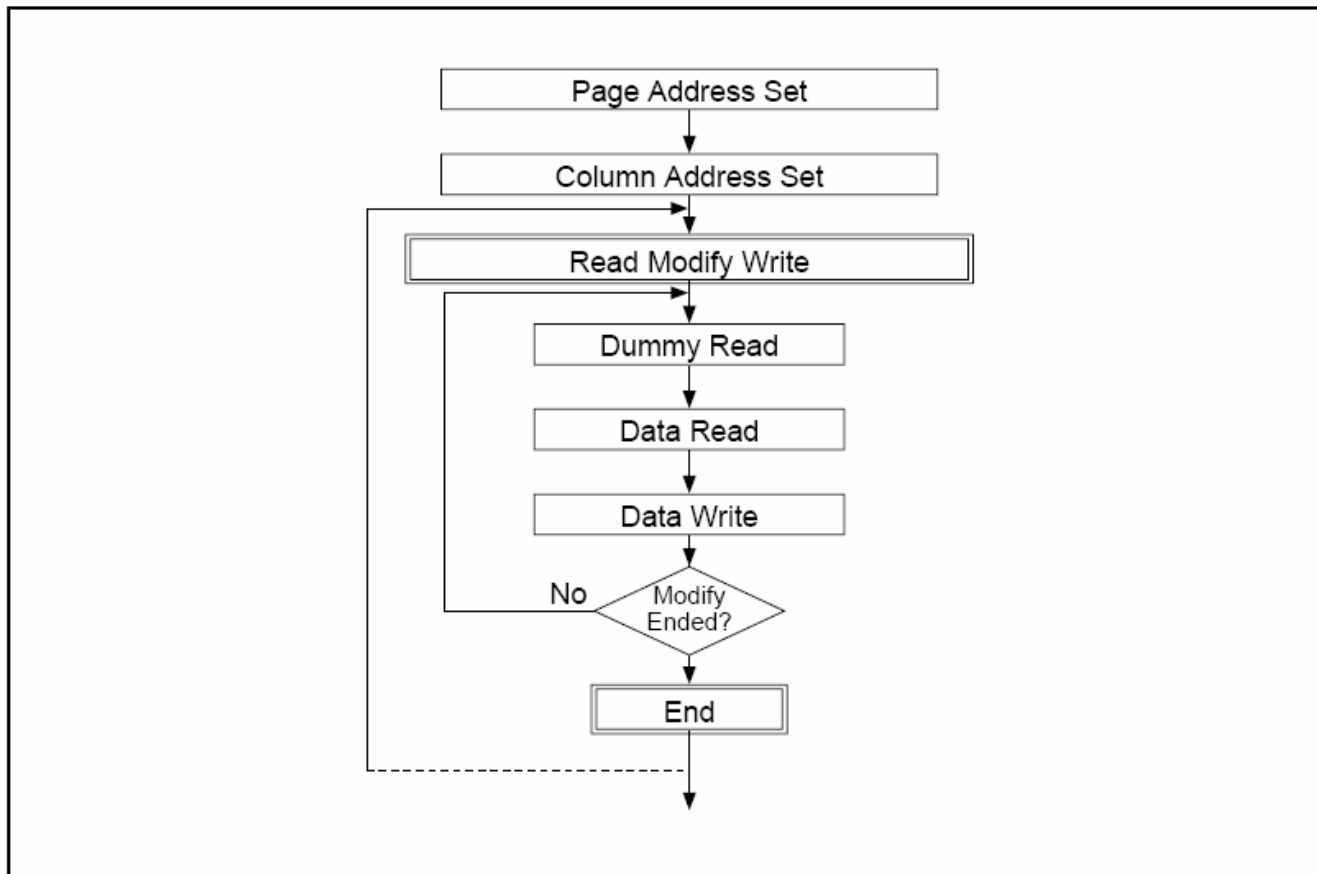 Page Address Set
Column Address Set
Read Modify Write
Dummy Read
Data Read
Data Write
No
Modify
Ended?
End